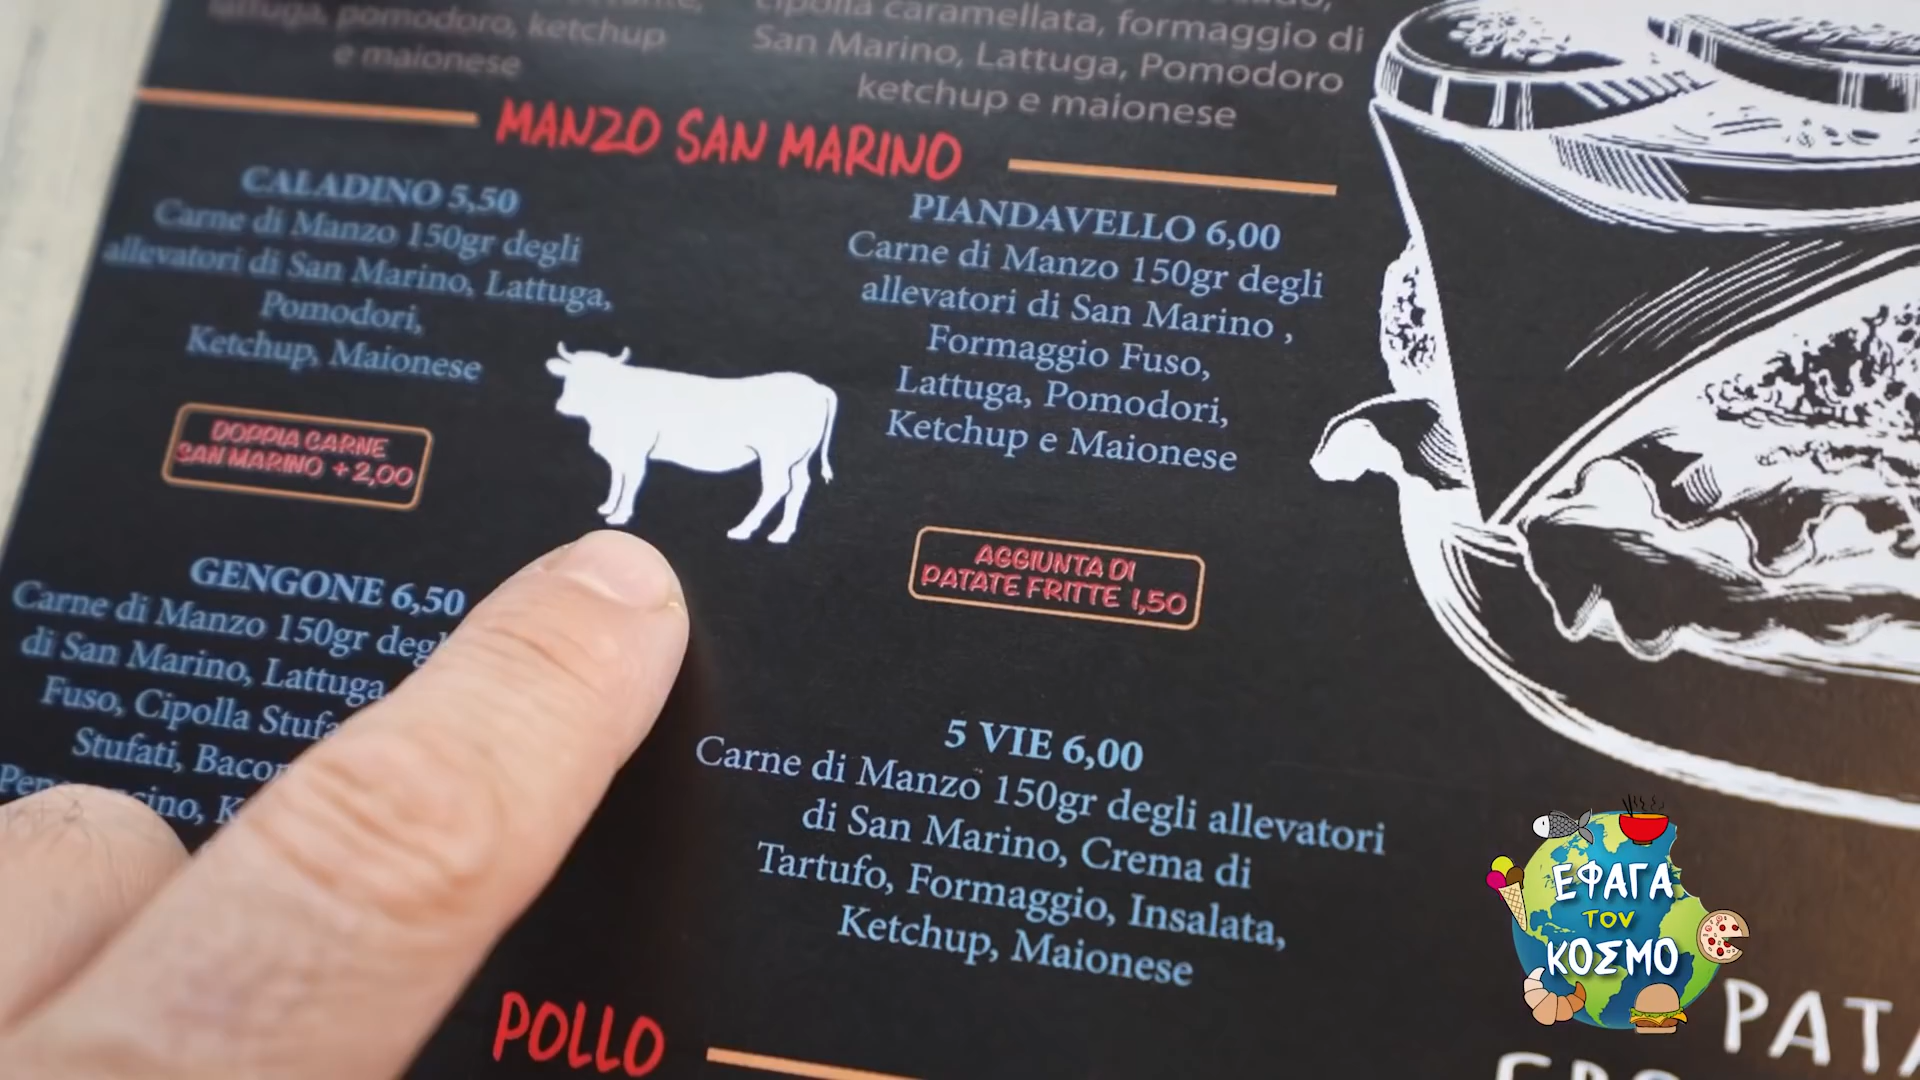 lattuga, pomodoro, ketchup
e maionese
cipolla caramellata, formaggio di
San Marino, Lattuga, Pomodoro
ketchup e maionese
MANZO SAN MARINO
CALADINO 5,50
Carne di Manzo 150gr degli
allevatori di San Marino, Lattuga,
Pomodori,
Ketchup, Maionese
DOPPIA CARNE
SAN MARINO +2,00
PIANDAVELLO 6,00
Carne di Manzo 150gr degli
allevatori di San Marino ,
Formaggio Fuso,
Lattuga, Pomodori,
Ketchup e Maionese
AGGIUNTA DI
PATATE FRITTE 1,50
GENGONE 6,50
Carne di Manzo 150gr
di San Marino, Lattuga
Fuso, Cipolla
Stufati,
5 VIE 6,00
Carne di Manzo 150gr degli allevatori
di San Marino, Crema di
Tartufo, Formaggio, Insalata,
Ketchup, Maionese
POLLO
ΕΦΑΓΑ
ΤΟΝ
ΚΟΣΜΟ